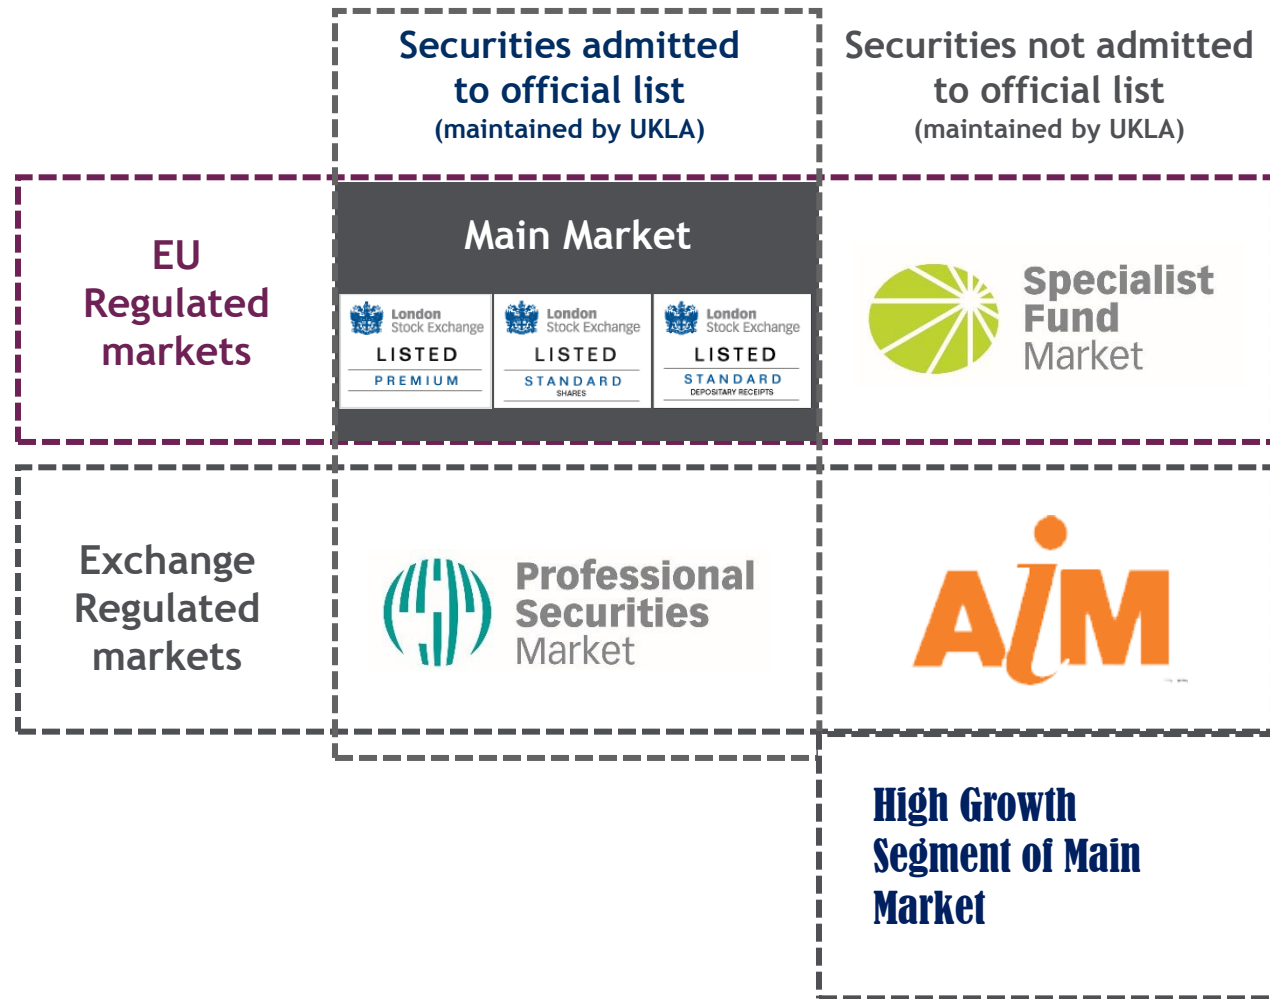 Securities admitted
to official list
(maintained by UKLA)
Securities not admitted
to official list
(maintained by UKLA)
EU
Regulated
markets
Main Market
London
Stock Exchange
LISTED
PREMIUM
London
Stock Exchange
LISTED
STANDARD
SHARES
London
Stock Exchange
LISTED
STANDARD
DEPOSITARY RECEIPTS
Specialist
Fund
Market
Exchange
Regulated
markets
Professional
Securities
Market
AiM
High Growth
Segment of Main
Market